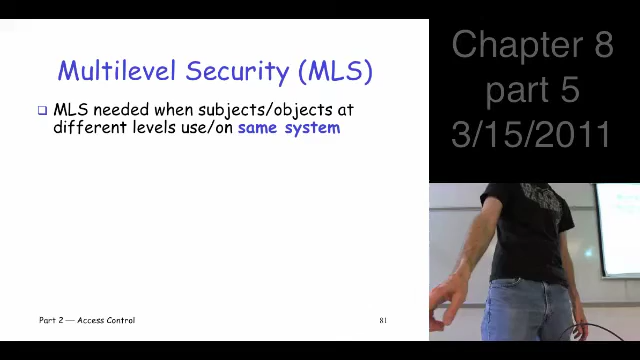 Multilevel Security (MLS)
MLS needed when subjects/objects at
different levels use/on same system
Part 2 — Access Control
81
Chapter 8
part 5
3/15/2011